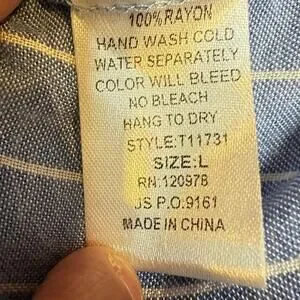 100% RAYON
HAND WASH COLD
WATER SEPARATELY
COLOR WILL BLEED
NO BLEACH
HANG TO DRY
STYLE:T11731
SIZE:L
RN:120978
JS P.O:9161
MADE IN CHINA